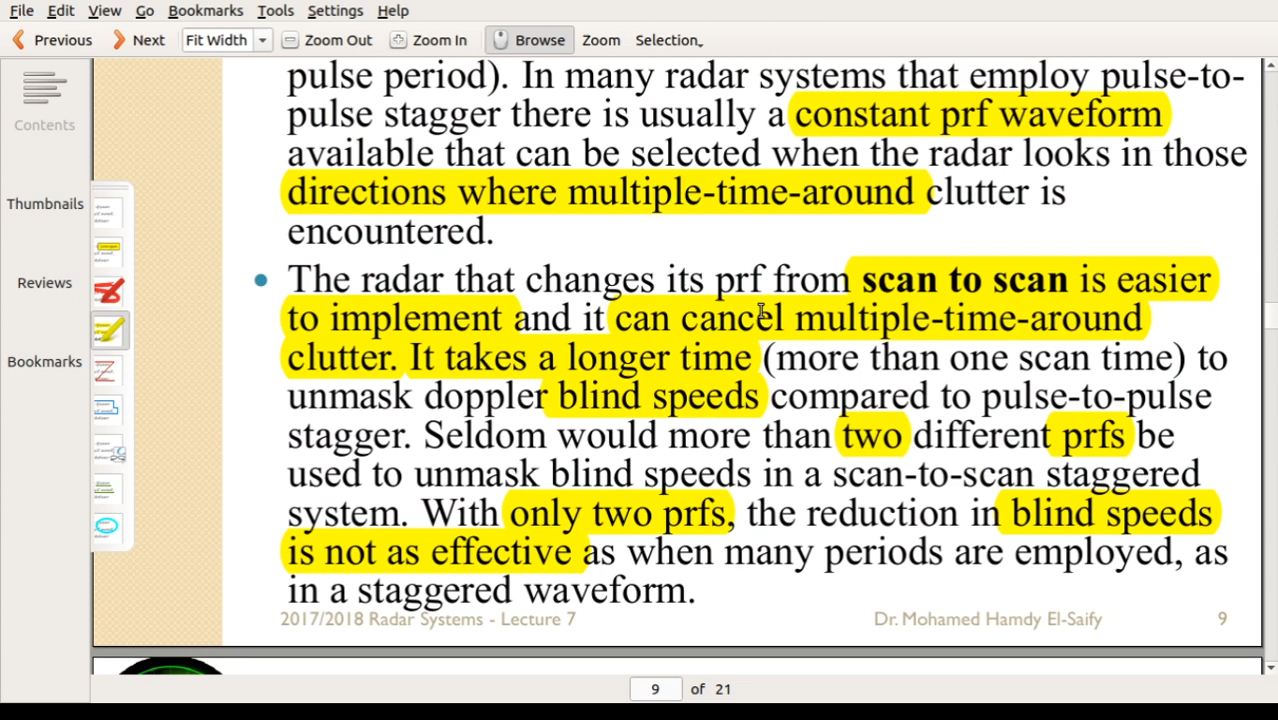 File Edit View Go Bookmarks Tools Settings Help
Previous Next Fit Width Zoom Out Zoom In Browse Zoom Selection
Contents
Thumbnails
Reviews
Bookmarks
pulse period). In many radar systems that employ pulse-to-
pulse stagger there is usually a constant prf waveform
available that can be selected when the radar looks in those
directions where multiple-time-around clutter is
encountered.
• The radar that changes its prf from scan to scan is easier
to implement and it can cancel multiple-time-around
clutter. It takes a longer time (more than one scan time) to
unmask doppler blind speeds compared to pulse-to-pulse
stagger. Seldom would more than two different prfs be
used to unmask blind speeds in a scan-to-scan staggered
system. With only two prfs, the reduction in blind speeds
is not as effective as when many periods are employed, as
in a staggered waveform.
2017/2018 Radar Systems - Lecture 7 Dr. Mohamed Hamdy El-Saify 9
9 of 21